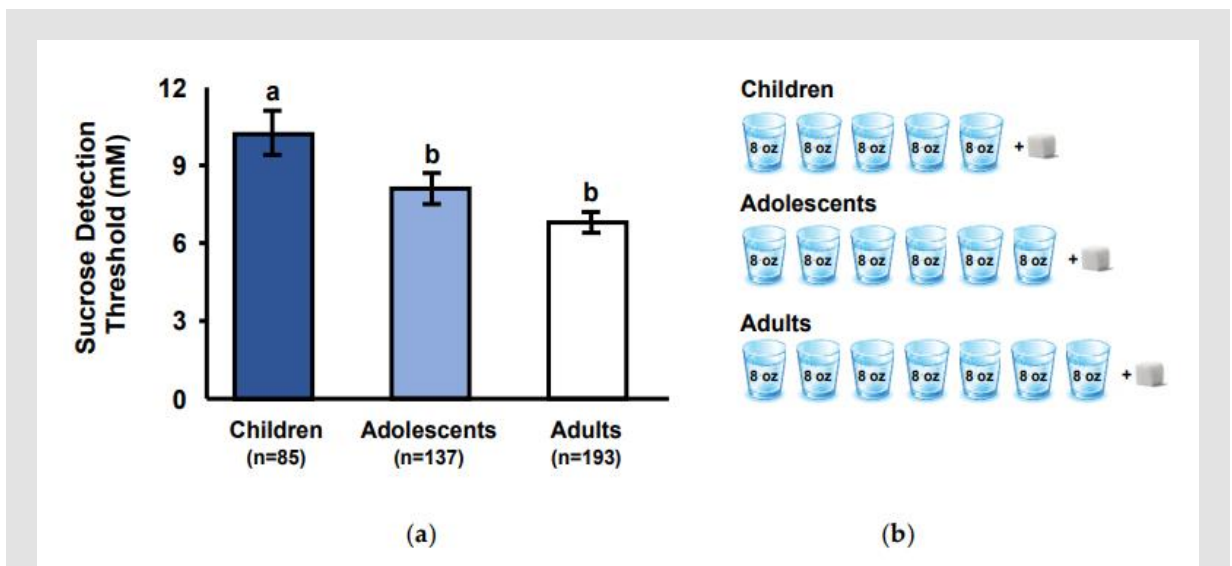 Sucrose Detection
Threshold (mM)
12
9
6
3
0
a
b
b
Children
(n=85)
Adolescents
(n=137)
Adults
(n=193)
(a)
Children
8 oz 8 oz 8 oz 8 oz 8 oz +
Adolescents
8 oz 8 oz 8 oz 8 oz 8 oz 8 oz +
Adults
8 oz 8 oz 8 oz 8 oz 8 oz 8 oz 8 oz +
(b)